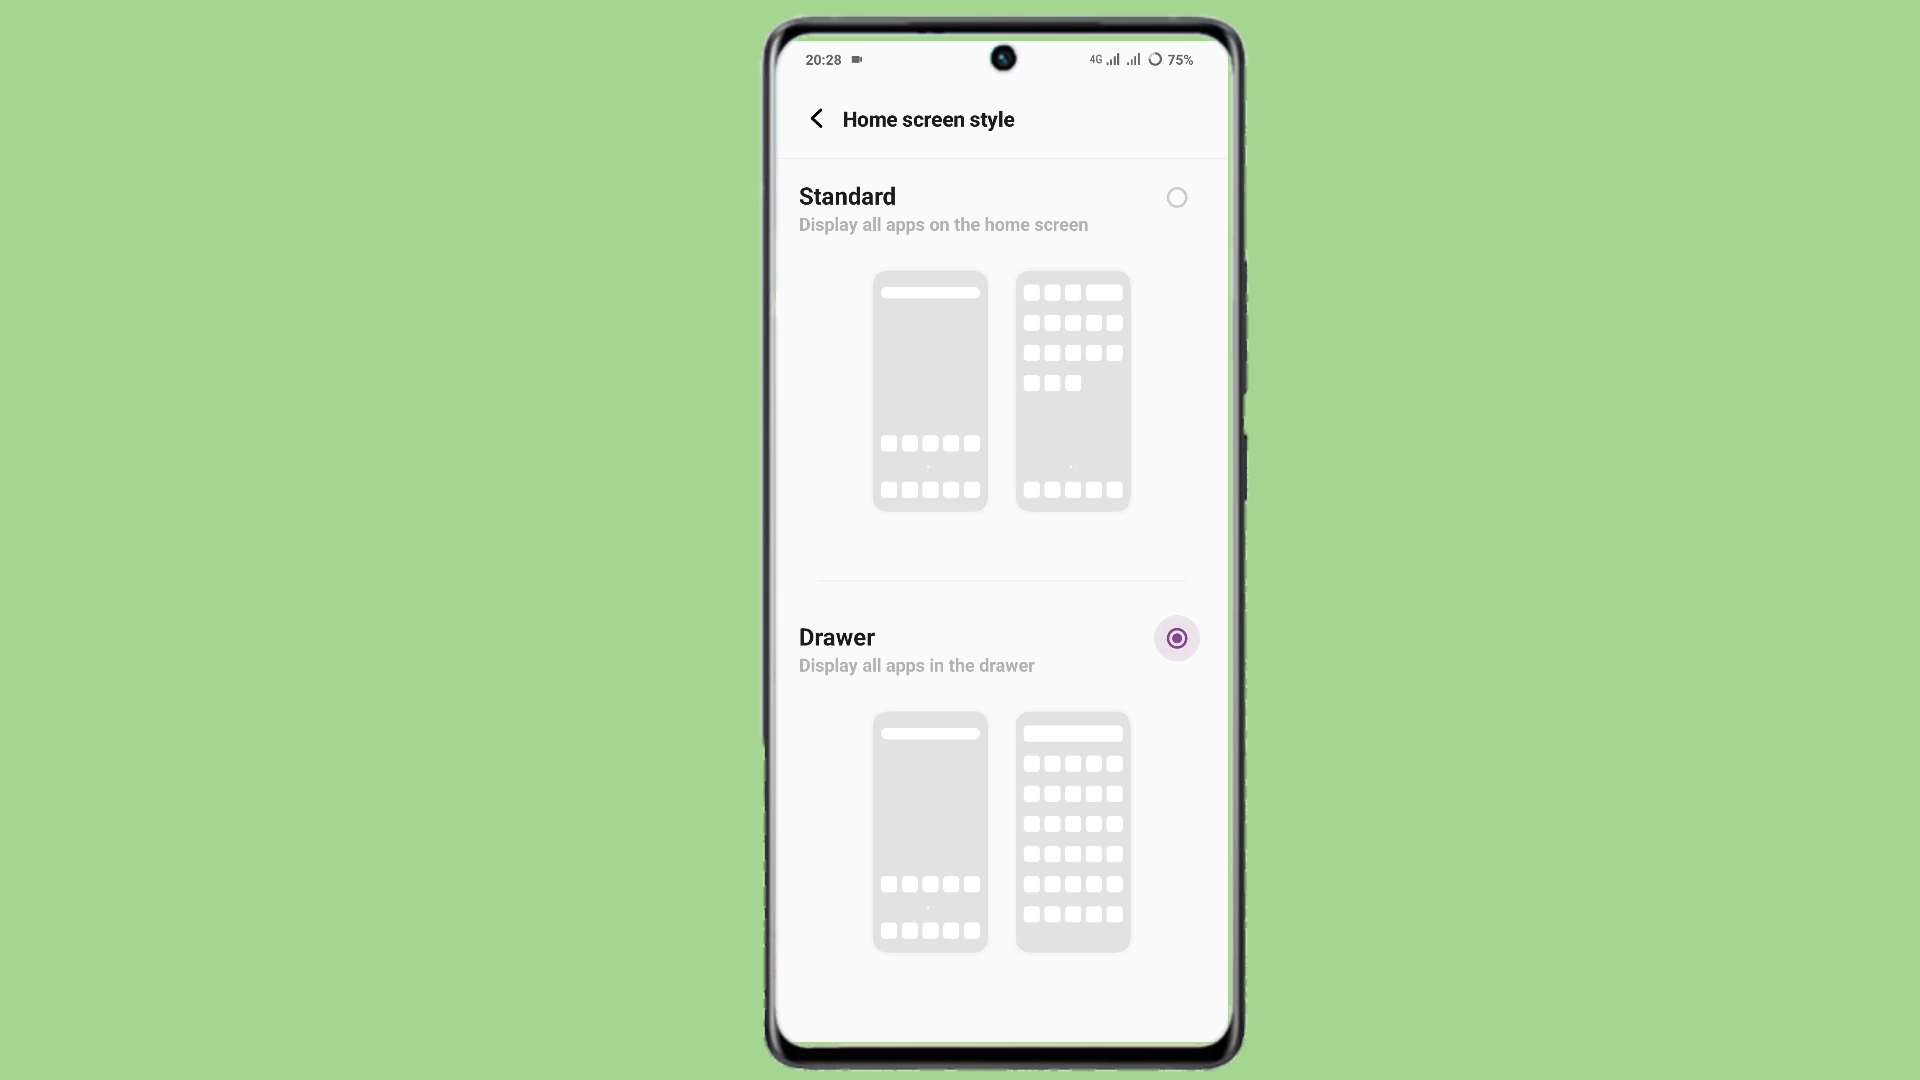 20:28
4G 75%
Home screen style
Standard
Display all apps on the home screen
Drawer
Display all apps in the drawer